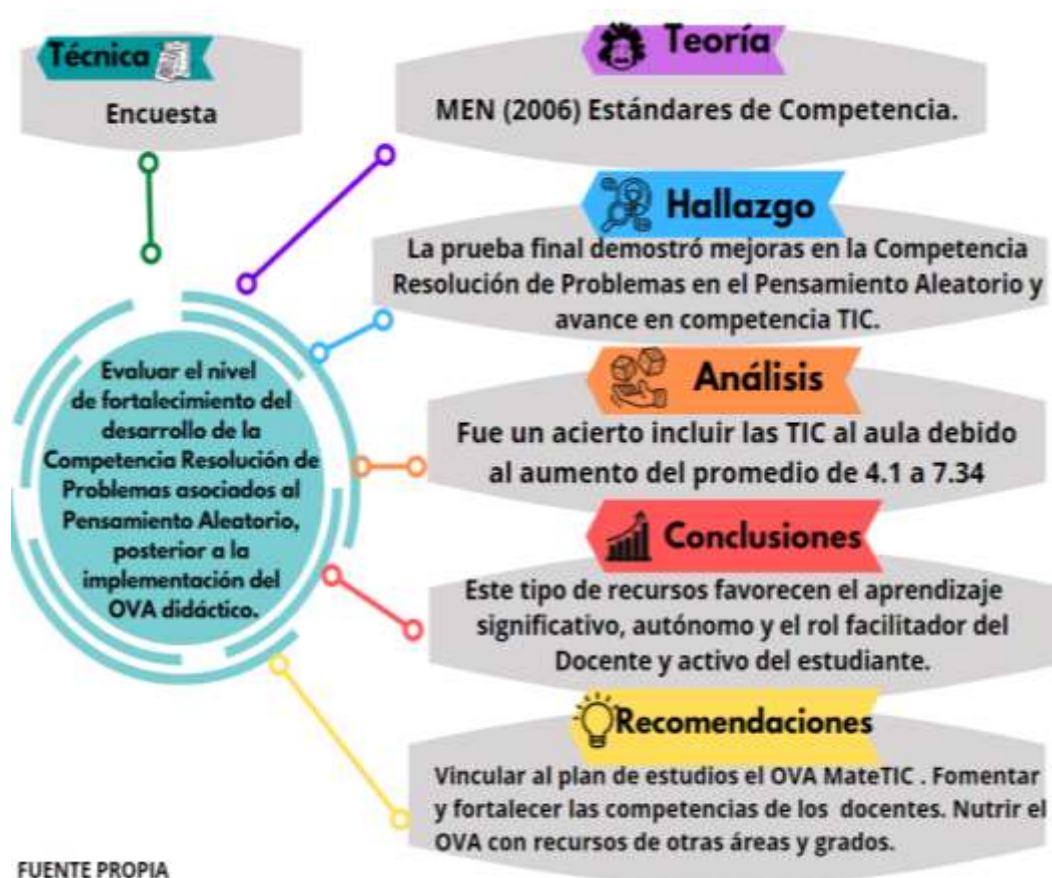 Técnica
Encuesta
Teoría
MEN (2006) Estándares de Competencia.
Hallazgo
La prueba final demostró mejoras en la Competencia
Resolución de Problemas en el Pensamiento Aleatorio y
avance en competencia TIC.
Evaluar el nivel
de fortalecimiento del
desarrollo de la
Competencia Resolución de
Problemas asociados al
Pensamiento Aleatorio,
posterior a la
implementación del
OVA didáctico.
Análisis
Fue un acierto incluir las TIC al aula debido
al aumento del promedio de 4.1 a 7.34
Conclusiones
Este tipo de recursos favorecen el aprendizaje
significativo, autónomo y el rol facilitador del
Docente y activo del estudiante.
Recomendaciones
Vincular al plan de estudios el OVA MateTIC . Fomentar
y fortalecer las competencias de los docentes. Nutrir el
OVA con recursos de otras áreas y grados.
FUENTE PROPIA